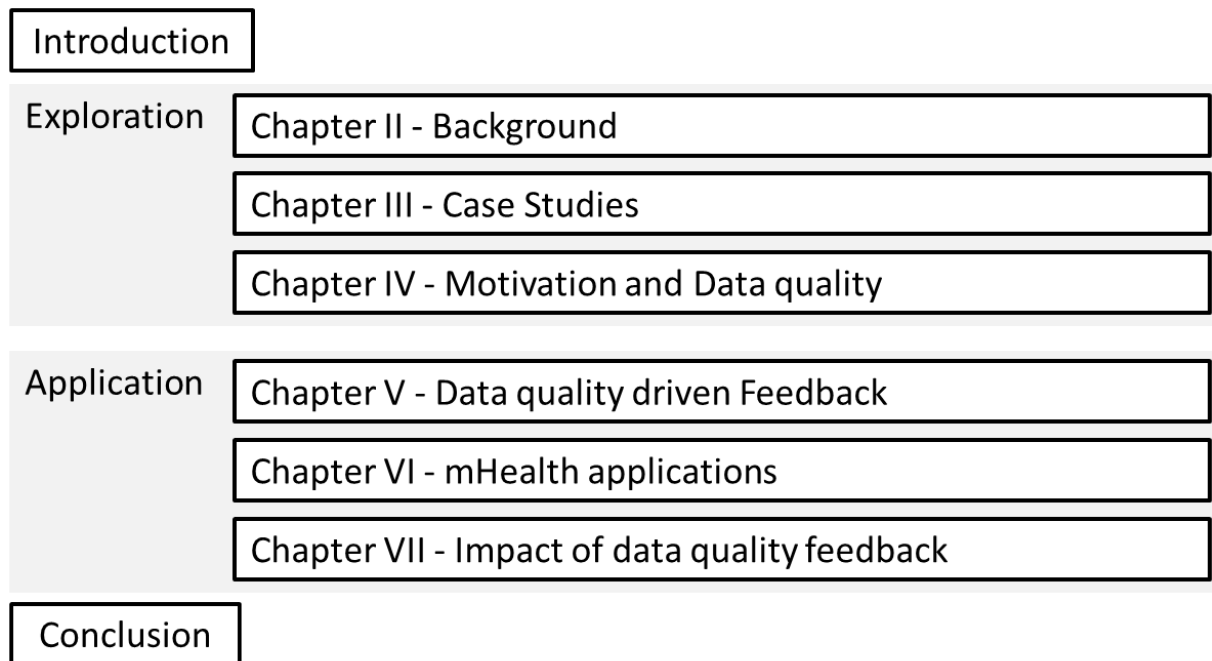 Introduction
Exploration
Chapter II - Background
Chapter III - Case Studies
Chapter IV - Motivation and Data quality
Application
Chapter V - Data quality driven Feedback
Chapter VI - mHealth applications
Chapter VII - Impact of data quality feedback
Conclusion